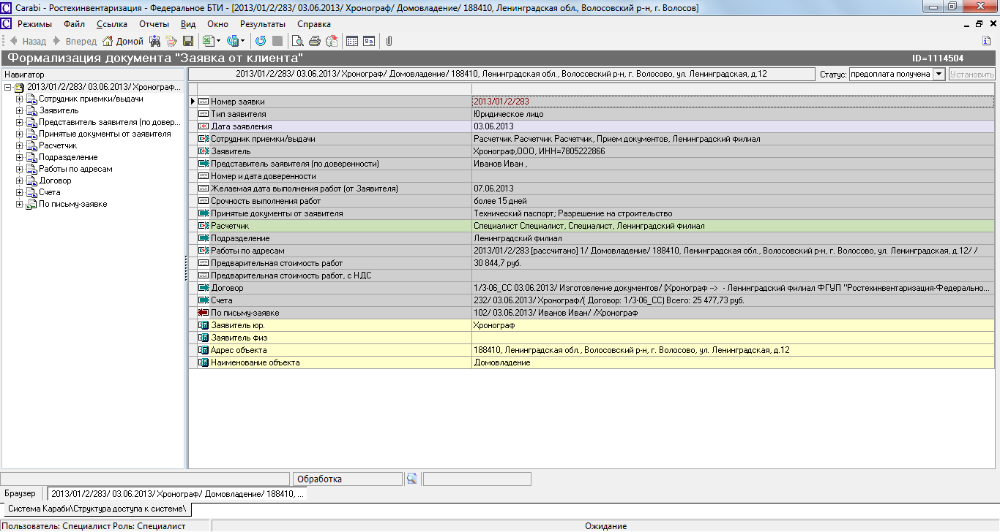 Carabi - Ростехинвентаризация - Федеральное БТИ - [2013/01/2/283/ 03.06.2013/ Хронограф/ Домовладение/ 188410, Ленинградская обл., Волосовский р-н, г. Волосов]
Режимы Файл Ссылка Отчеты Вид Окно Результаты Справка
Назад Вперед Домой
Формализация документа "Заявка от клиента" ID=1114504
Навигатор
2013/01/2/283/ 03.06.2013/ Хронограф/ Домовладение/ 188410, Ленинградская обл., Волосовский р-н, г. Волосово, ул. Ленинградская, д.12 Статус: предоплата получена Установить
2013/01/2/283/ 03.06.2013/ Хронограф...
Сотрудник приемки/выдачи
Заявитель
Представитель заявителя (по довер...
Принятые документы от заявителя
Расчетчик
Подразделение
Работы по адресам
Договор
Счета
По письму-заявке
Номер заявки 2013/01/2/283
Тип заявителя Юридическое лицо
Дата заявления 03.06.2013
Сотрудник приемки/выдачи Расчетчик Расчетчик Расчетчик, Прием документов, Ленинградский филиал
Заявитель Хронограф,ООО, ИНН=7805222866
Представитель заявителя (по доверенности) Иванов Иван ,
Номер и дата доверенности
Желаемая дата выполнения работ (от Заявителя) 07.06.2013
Срочность выполнения работ более 15 дней
Принятые документы от заявителя Технический паспорт; Разрешение на строительство
Расчетчик Специалист Специалист, Специалист, Ленинградский филиал
Подразделение Ленинградский филиал
Работы по адресам 2013/01/2/283 [рассчитано] 1/ Домовладение/ 188410, Ленинградская обл., Волосовский р-н, г. Волосово, ул. Ленинградская, д.12/ /
Предварительная стоимость работ 30 844,7 руб.
Предварительная стоимость работ, с НДС
Договор 1/3-06_СС 03.06.2013/ Изготовление документов/ (Хронограф --> - Ленинградский филиал ФГУП "Ростехинвентаризация-Федерально...
Счета 232/ 03.06.2013/ Хронограф/( Договор: 1/3-06_СС) Всего: 25 477,73 руб.
По письму-заявке 102/ 03.06.2013/ Иванов Иван/ /Хронограф
Заявитель юр. Хронограф
Заявитель физ
Адрес объекта 188410, Ленинградская обл., Волосовский р-н, г. Волосово, ул. Ленинградская, д.12
Наименование объекта Домовладение
Обработка
Браузер 2013/01/2/283/ 03.06.2013/ Хронограф/ Домовладение/ 188410, ...
Система Караби\Структура доступа к системе\
Пользователь: Специалист Роль: Специалист Ожидание